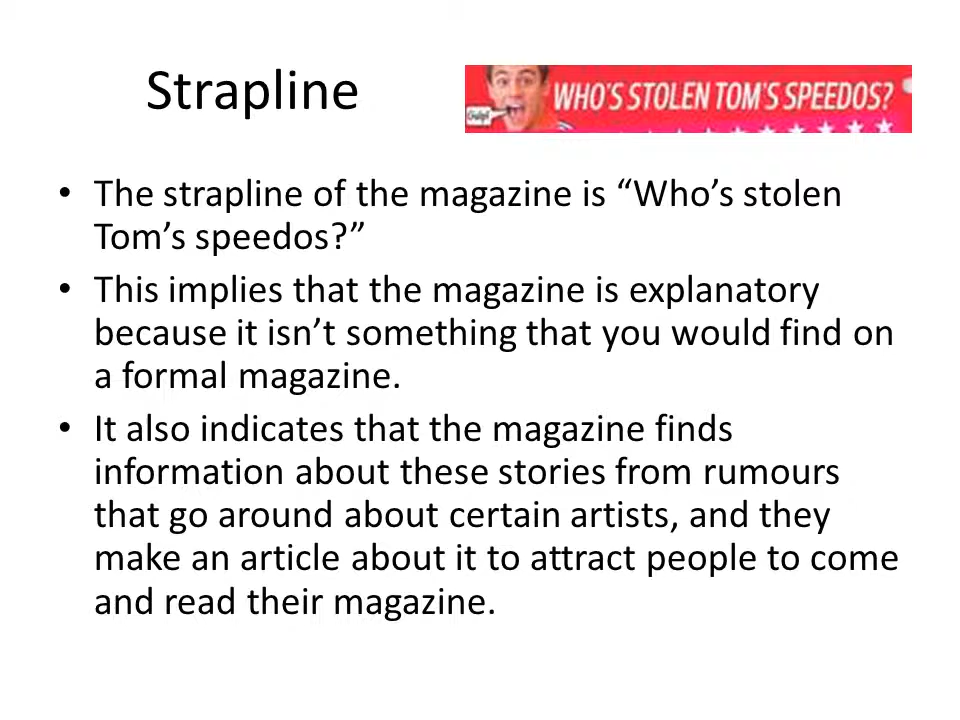 Strapline
Gulp!
WHO'S STOLEN TOM'S SPEEDOS?
• The strapline of the magazine is “Who’s stolen
Tom’s speedos?”
• This implies that the magazine is explanatory
because it isn’t something that you would find on
a formal magazine.
• It also indicates that the magazine finds
information about these stories from rumours
that go around about certain artists, and they
make an article about it to attract people to come
and read their magazine.